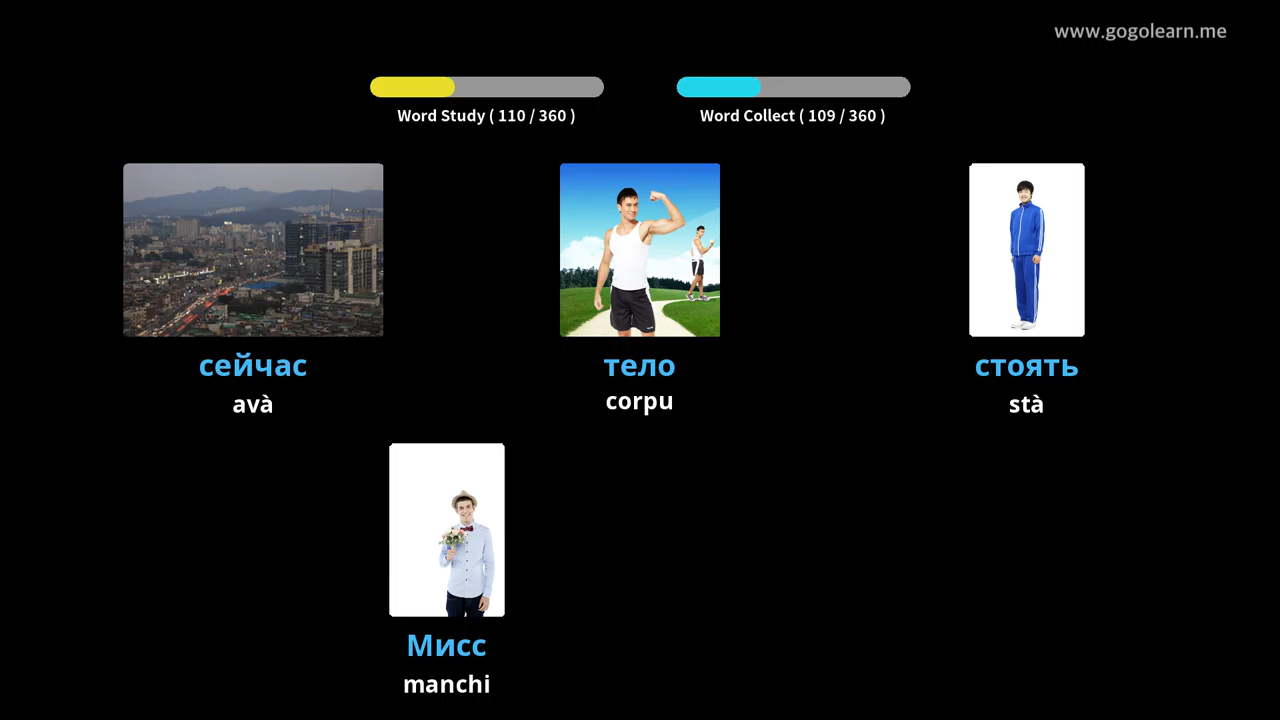 www.gogolearn.me
Word Study ( 110 / 360 )
Word Collect ( 109 / 360 )
сейчас
avà
тело
corpu
стоять
stà
Мисс
manchi